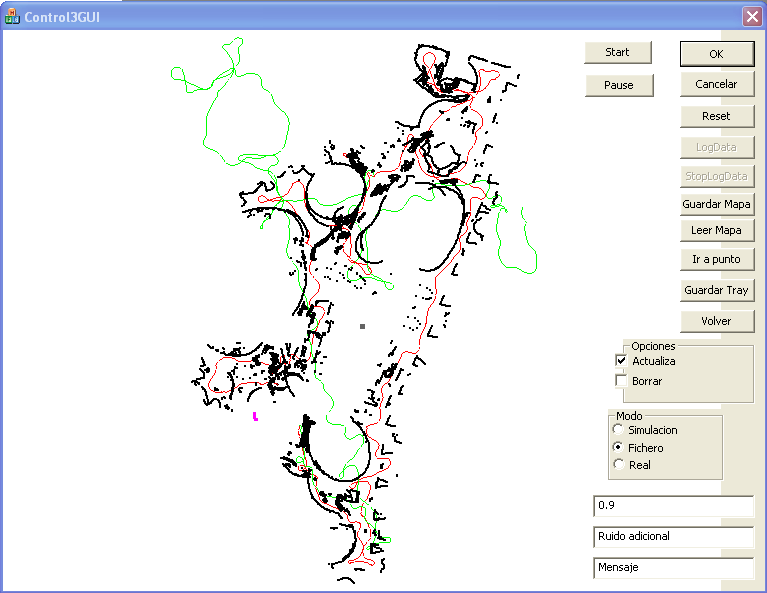 Control3GUI
Start
OK
Pause
Cancelar
Reset
LogData
StopLogData
Guardar Mapa
Leer Mapa
Ir a punto
Guardar Tray
Volver
Opciones
Actualiza
Borrar
Modo
Simulacion
Fichero
Real
0.9
Ruido adicional
Mensaje